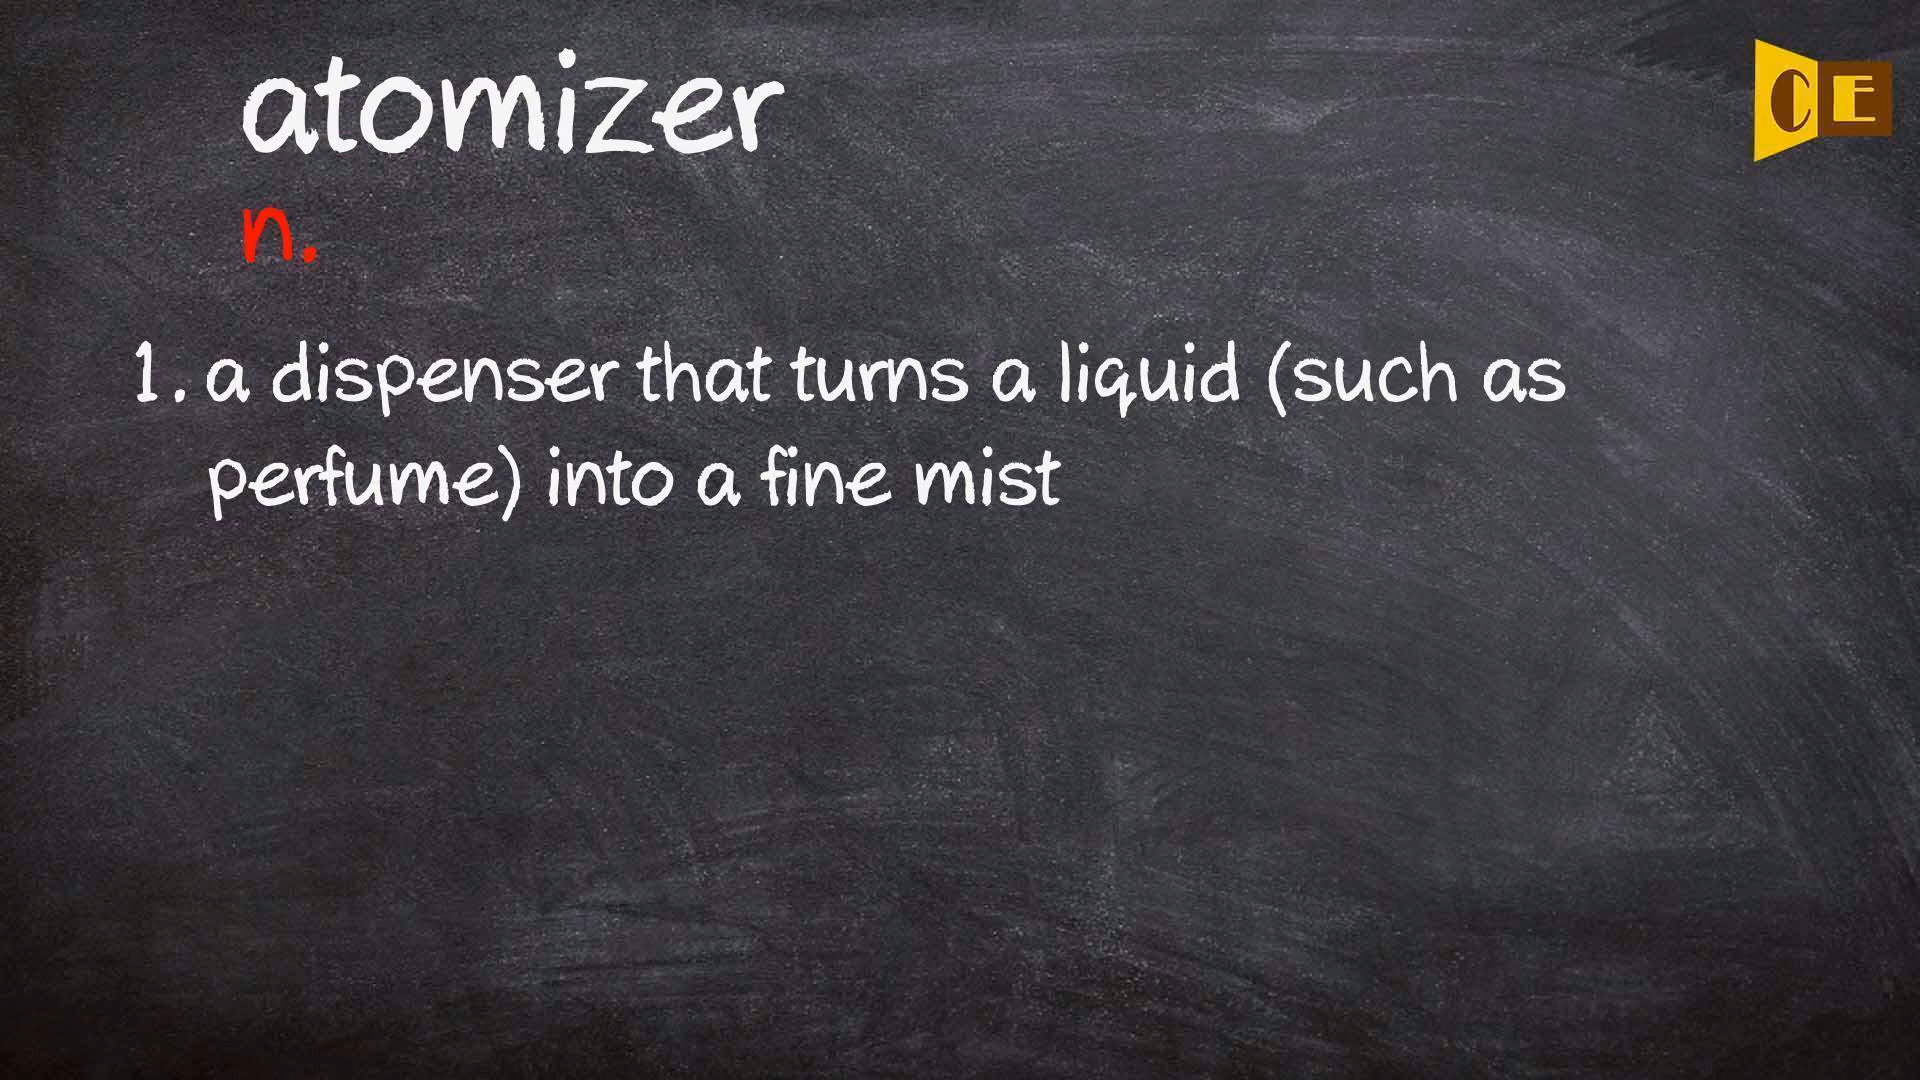 atomizer
CE
n.
1. a dispenser that turns a liquid (such as
perfume) into a fine mist